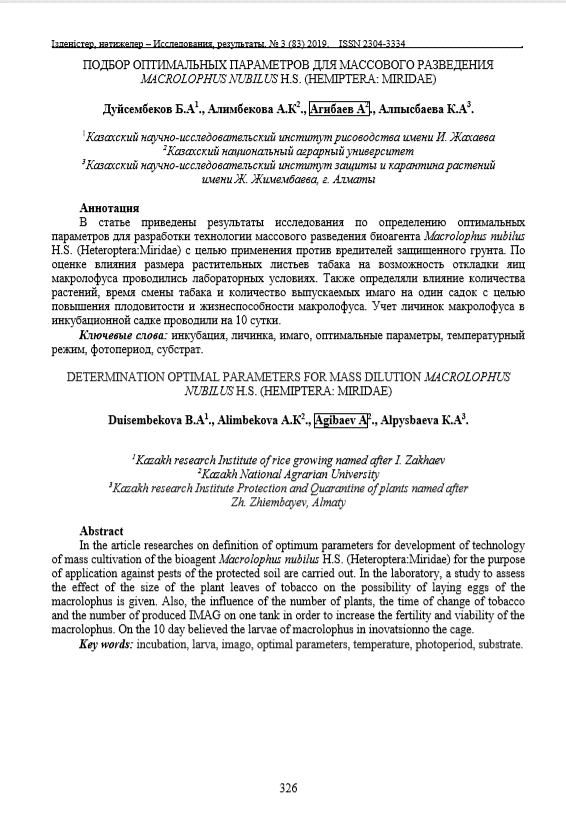 Ізденістер, нәтижелер – Исследования, результаты. № 3 (83) 2019. ISSN 2304-3334
ПОДБОР ОПТИМАЛЬНЫХ ПАРАМЕТРОВ ДЛЯ МАССОВОГО РАЗВЕДЕНИЯ
MACROLOPHUS NUBILUS H.S. (HEMIPTERA: MIRIDAE)
Дуйсембеков Б.А¹., Алимбекова А.К²., Агибаев А²., Алпысбаева К.А³.
¹Казахский научно-исследовательский институт рисоводства имени И. Жахаева
²Казахский национальный аграрный университет
³Казахский научно-исследовательский институт защиты и карантина растений
имени Ж. Жимембаева, г. Алматы
Аннотация
В статье приведены результаты исследования по определению оптимальных
параметров для разработки технологии массового разведения биоагента Macrolophus nubilus
H.S. (Heteroptera:Miridae) с целью применения против вредителей защищенного грунта. По
оценке влияния размера растительных листьев табака на возможность откладки яиц
макролофуса проводились лабораторных условиях. Также определяли влияние количества
растений, время смены табака и количество выпускаемых имаго на один садок с целью
повышения плодовитости и жизнеспособности макролофуса. Учет личинок макролофуса в
инкубационной садке проводили на 10 сутки.
Ключевые слова: инкубация, личинка, имаго, оптимальные параметры, температурный
режим, фотопериод, субстрат.
DETERMINATION OPTIMAL PARAMETERS FOR MASS DILUTION MACROLOPHUS
NUBILUS H.S. (HEMIPTERA: MIRIDAE)
Duisembekova B.A¹., Alimbekova A.K²., Agibaev A²., Alpysbaeva K.A³.
¹Kazakh research Institute of rice growing named after I. Zakhaev
²Kazakh National Agrarian University
³Kazakh research Institute Protection and Quarantine of plants named after
Zh. Zhiembayev, Almaty
Abstract
In the article researches on definition of optimum parameters for development of technology
of mass cultivation of the bioagent Macrolophus nubilus H.S. (Heteroptera:Miridae) for the purpose
of application against pests of the protected soil are carried out. In the laboratory, a study to assess
the effect of the size of the plant leaves of tobacco on the possibility of laying eggs of the
macrolophus is given. Also, the influence of the number of plants, the time of change of tobacco
and the number of produced IMAG on one tank in order to increase the fertility and viability of the
macrolophus. On the 10 day believed the larvae of macrolophus in inovatsionno the cage.
Key words: incubation, larva, imago, optimal parameters, temperature, photoperiod, substrate.
326